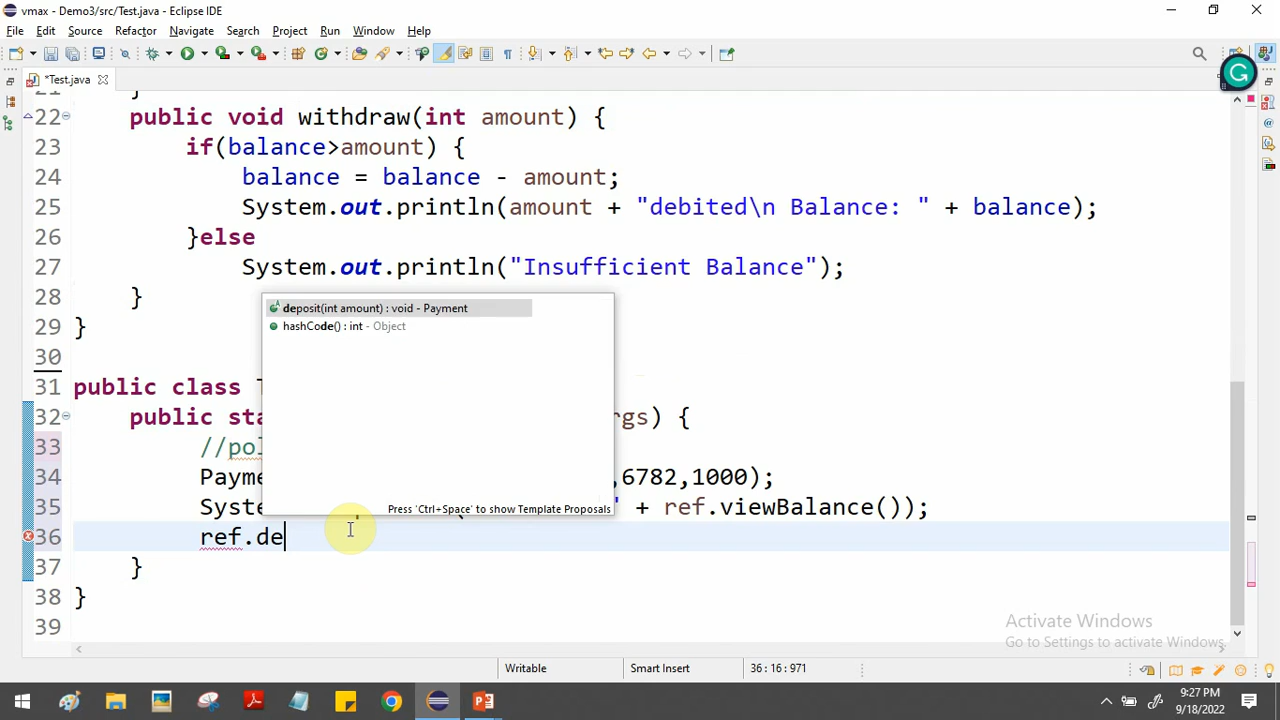 vmax - Demo3/src/Test.java - Eclipse IDE
File Edit Source Refactor Navigate Search Project Run Window Help
*Test.java
22 public void withdraw(int amount) {
23 if(balance>amount) {
24 balance = balance - amount;
25 System.out.println(amount + "debited\n Balance: " + balance);
26 }else
27 System.out.println("Insufficient Balance");
28 }
29 }
30
31 public class
32 public sta rgs) {
33 //pol
34 Payme ,6782,1000);
35 Syste " + ref.viewBalance());
36 ref.de
37 }
38 }
39
deposit(int amount) : void - Payment
hashCode() : int - Object
Press 'Ctrl+Space' to show Template Proposals
Activate Windows
Go to Settings to activate Windows.
Writable Smart Insert 36 : 16 : 971
9:27 PM
9/18/2022